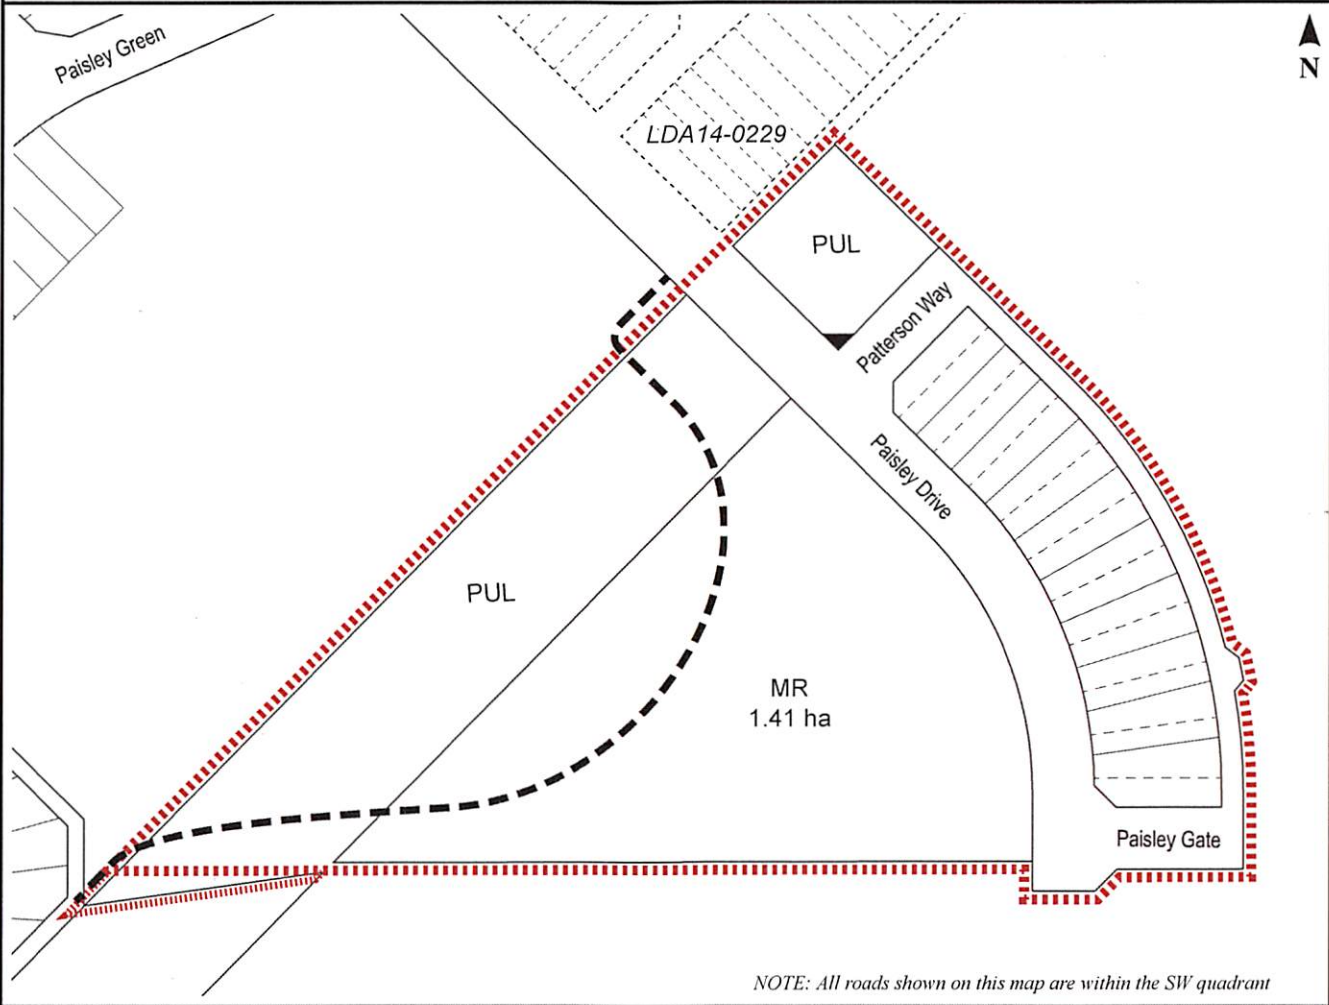 Paisley Green
N
LDA14-0229
PUL
Patterson Way
Paisley Drive
PUL
MR
1.41 ha
Paisley Gate
NOTE: All roads shown on this map are within the SW quadrant